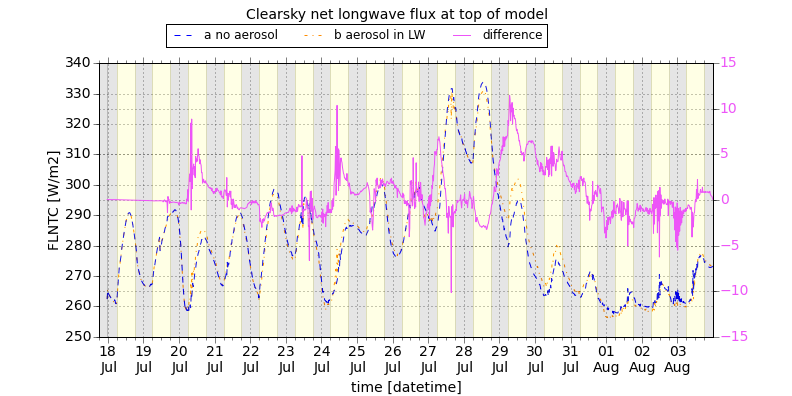 Clearsky net longwave flux at top of model
a no aerosol b aerosol in LW difference
340
330
320
310
300
290
280
270
260
250
FLNTC [W/m2]
15
10
5
0
−5
−10
−15
18 19 20 21 22 23 24 25 26 27 28 29 30 31 01 02 03
Jul Jul Jul Jul Jul Jul Jul Jul Jul Jul Jul Jul Jul Jul Aug Aug Aug
time [datetime]